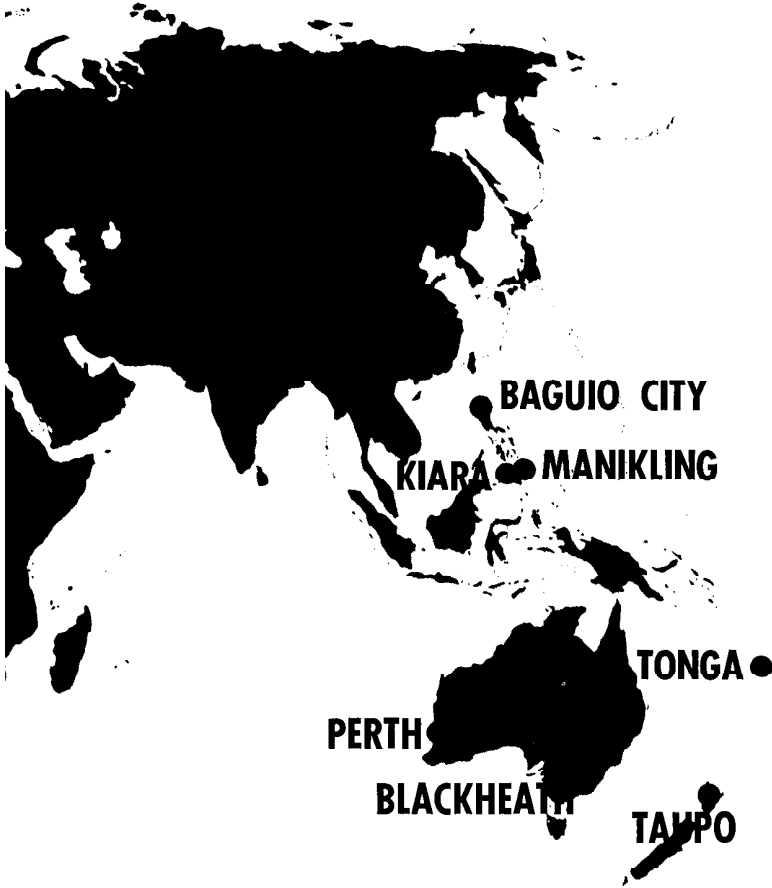 BAGUIO CITY
KIARA
MANIKLING
TONGA
PERTH
BLACKHEATH
TAUPO